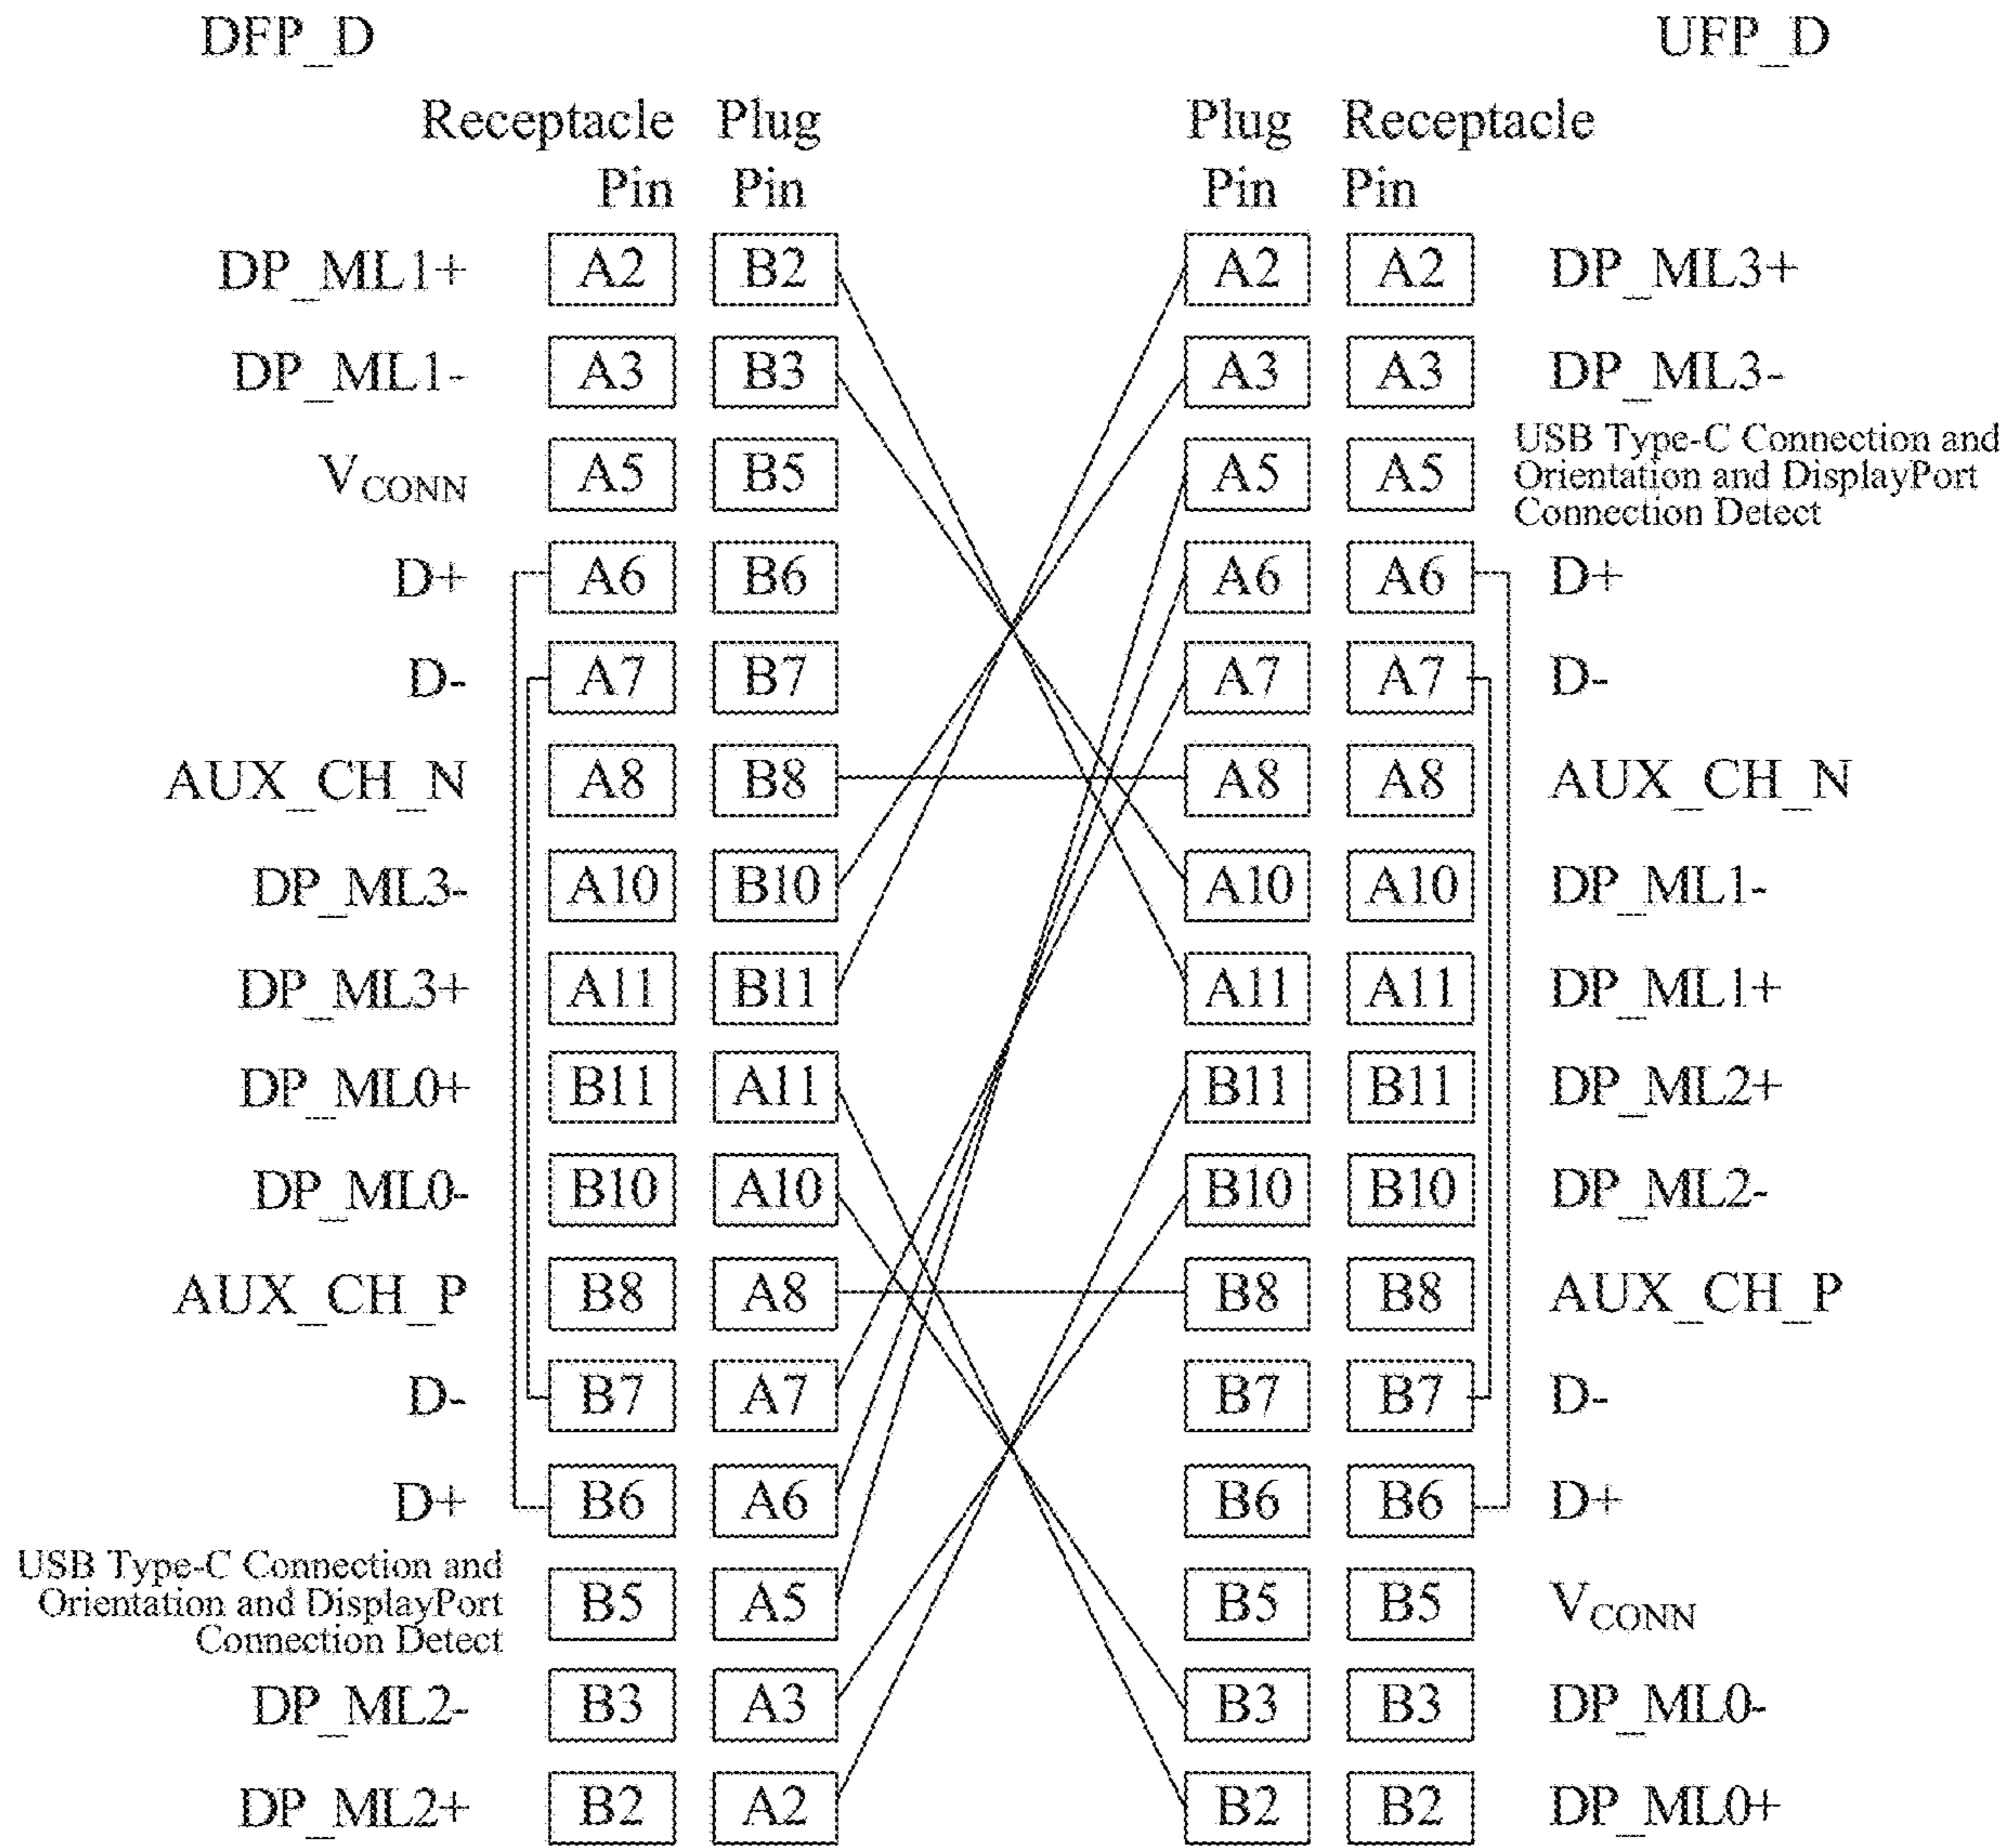 DFP_D UFP_D
Receptacle Plug Plug Receptacle
Pin Pin Pin Pin
DP_ML1+ A2 B2 A2 A2 DP_ML3+
DP_ML1- A3 B3 A3 A3 DP_ML3-
VCONN A5 B5 A5 A5 USB Type-C Connection and
Orientation and DisplayPort
Connection Detect
D+ A6 B6 A6 A6 D+
D- A7 B7 A7 A7 D-
AUX_CH_N A8 B8 A8 A8 AUX_CH_N
DP_ML3- A10 B10 A10 A10 DP_ML1-
DP_ML3+ A11 B11 A11 A11 DP_ML1+
DP_ML0+ B11 A11 B11 B11 DP_ML2+
DP_ML0- B10 A10 B10 B10 DP_ML2-
AUX_CH_P B8 A8 B8 B8 AUX_CH_P
D- B7 A7 B7 B7 D-
D+ B6 A6 B6 B6 D+
USB Type-C Connection and
Orientation and DisplayPort
Connection Detect B5 A5 B5 B5 VCONN
DP_ML2- B3 A3 B3 B3 DP_ML0-
DP_ML2+ B2 A2 B2 B2 DP_ML0+